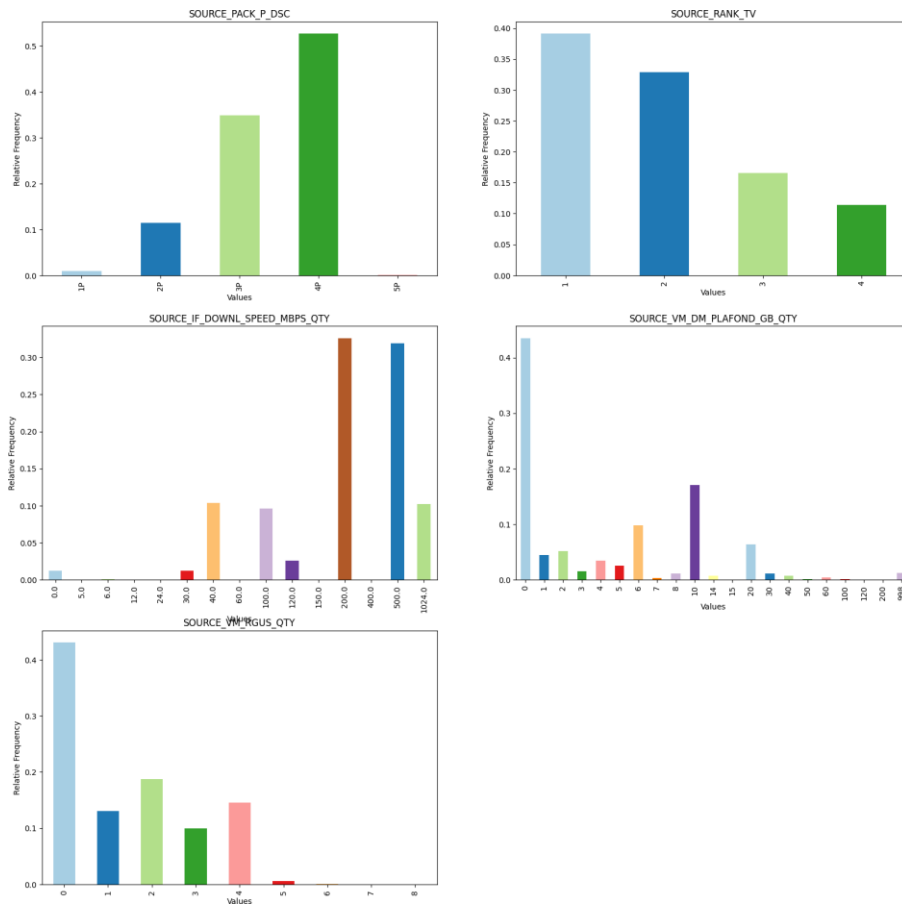 SOURCE_PACK_P_DSC
Relative Frequency
0.5
0.4
0.3
0.2
0.1
0.0
1P 2P 3P 4P 5P
Values
SOURCE_RANK_TV
Relative Frequency
0.40
0.35
0.30
0.25
0.20
0.15
0.10
0.05
0.00
1 2 3 4
Values
SOURCE_IF_DOWNL_SPEED_MBPS_QTY
Relative Frequency
0.30
0.25
0.20
0.15
0.10
0.05
0.00
0.0 5.0 6.0 12.0 24.0 30.0 40.0 60.0 100.0 120.0 150.0 200.0 400.0 500.0 1024.0
Values
SOURCE_VM_DM_PLAFOND_GB_QTY
Relative Frequency
0.4
0.3
0.2
0.1
0.0
0 1 2 3 4 5 6 7 8 10 14 15 20 30 40 50 60 100 120 200 998
Values
SOURCE_VM_RGUS_QTY
Relative Frequency
0.4
0.3
0.2
0.1
0.0
0 1 2 3 4 5 6 7 8
Values